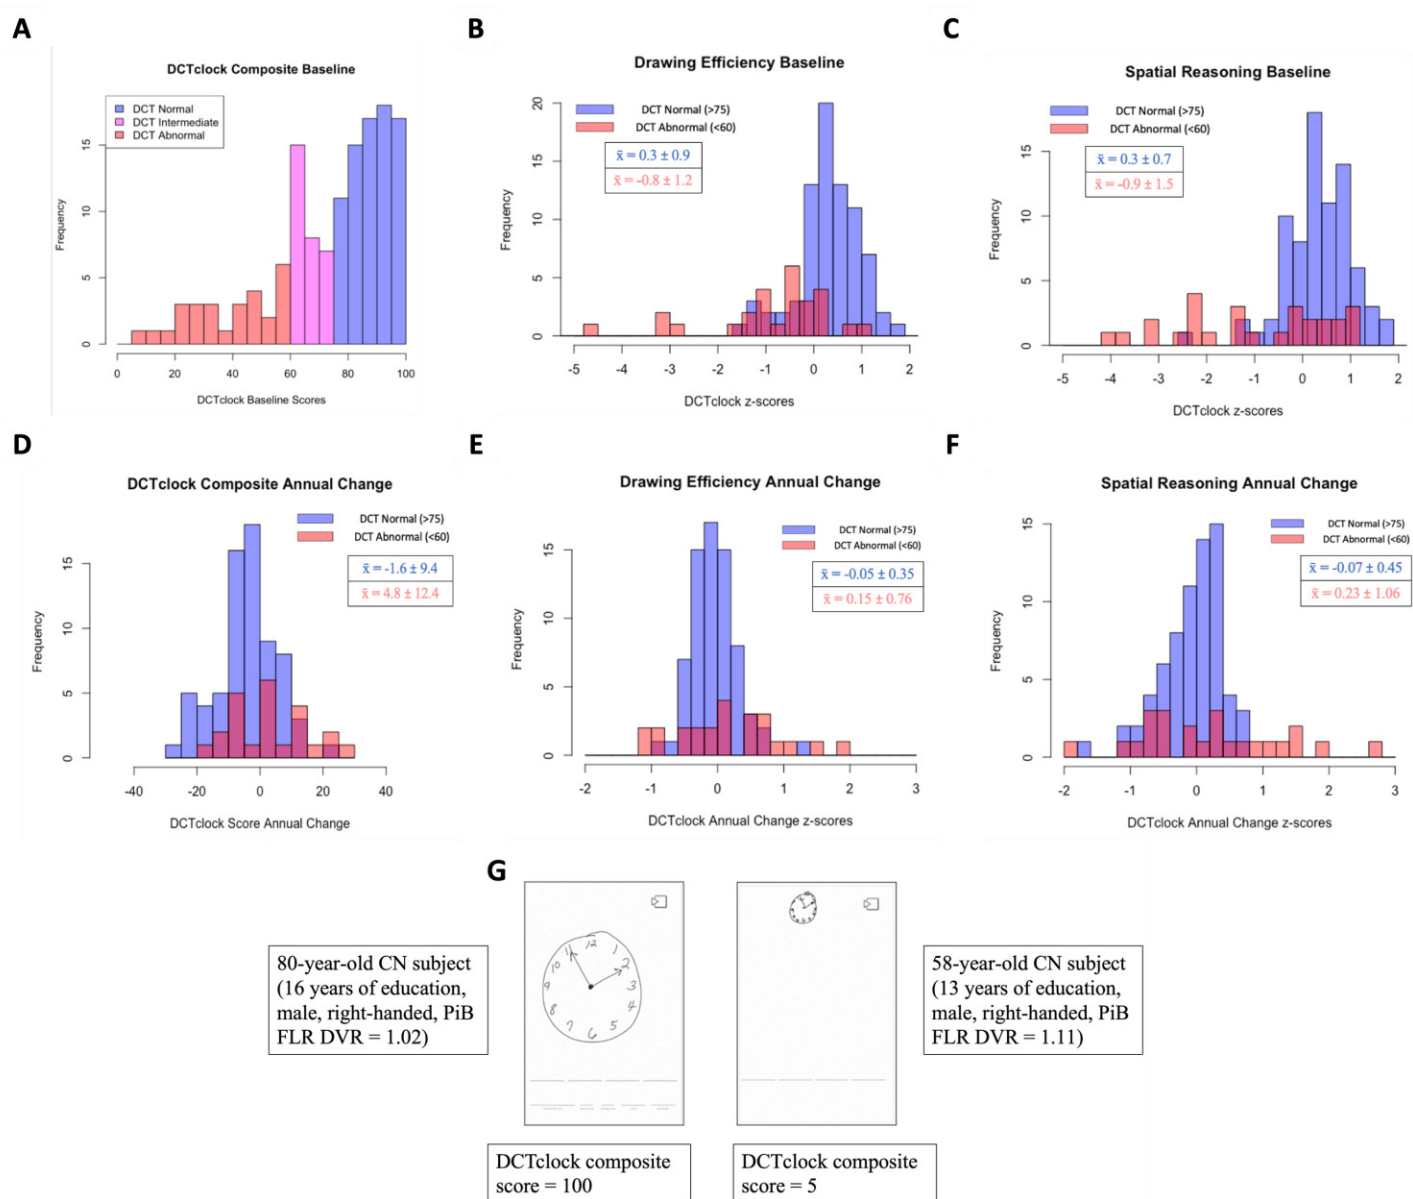 A
DCTclock Composite Baseline
DCT Normal
DCT Intermediate
DCT Abnormal
15
10
5
0
Frequency
0 20 40 60 80 100
DCTclock Baseline Scores
B
Drawing Efficiency Baseline
DCT Normal (>75)
DCT Abnormal (<60)
x̄ = 0.3 ± 0.9
x̄ = -0.8 ± 1.2
20
15
10
5
0
Frequency
-5 -4 -3 -2 -1 0 1 2
DCTclock z-scores
C
Spatial Reasoning Baseline
DCT Normal (>75)
DCT Abnormal (<60)
x̄ = 0.3 ± 0.7
x̄ = -0.9 ± 1.5
15
10
5
0
Frequency
-5 -4 -3 -2 -1 0 1 2
DCTclock z-scores
D
DCTclock Composite Annual Change
DCT Normal (>75)
DCT Abnormal (<60)
x̄ = -1.6 ± 9.4
x̄ = 4.8 ± 12.4
15
10
5
0
Frequency
-40 -20 0 20 40
DCTclock Score Annual Change
E
Drawing Efficiency Annual Change
DCT Normal (>75)
DCT Abnormal (<60)
x̄ = -0.05 ± 0.35
x̄ = 0.15 ± 0.76
15
10
5
0
Frequency
-2 -1 0 1 2 3
DCTclock Annual Change z-scores
F
Spatial Reasoning Annual Change
DCT Normal (>75)
DCT Abnormal (<60)
x̄ = -0.07 ± 0.45
x̄ = 0.23 ± 1.06
15
10
5
0
Frequency
-2 -1 0 1 2 3
DCTclock Annual Change z-scores
G
80-year-old CN subject
(16 years of education,
male, right-handed, PiB
FLR DVR = 1.02)
12
1
2
3
4
5
6
7
8
9
10
11
DCTclock composite
score = 100
58-year-old CN subject
(13 years of education,
male, right-handed, PiB
FLR DVR = 1.11)
DCTclock composite
score = 5